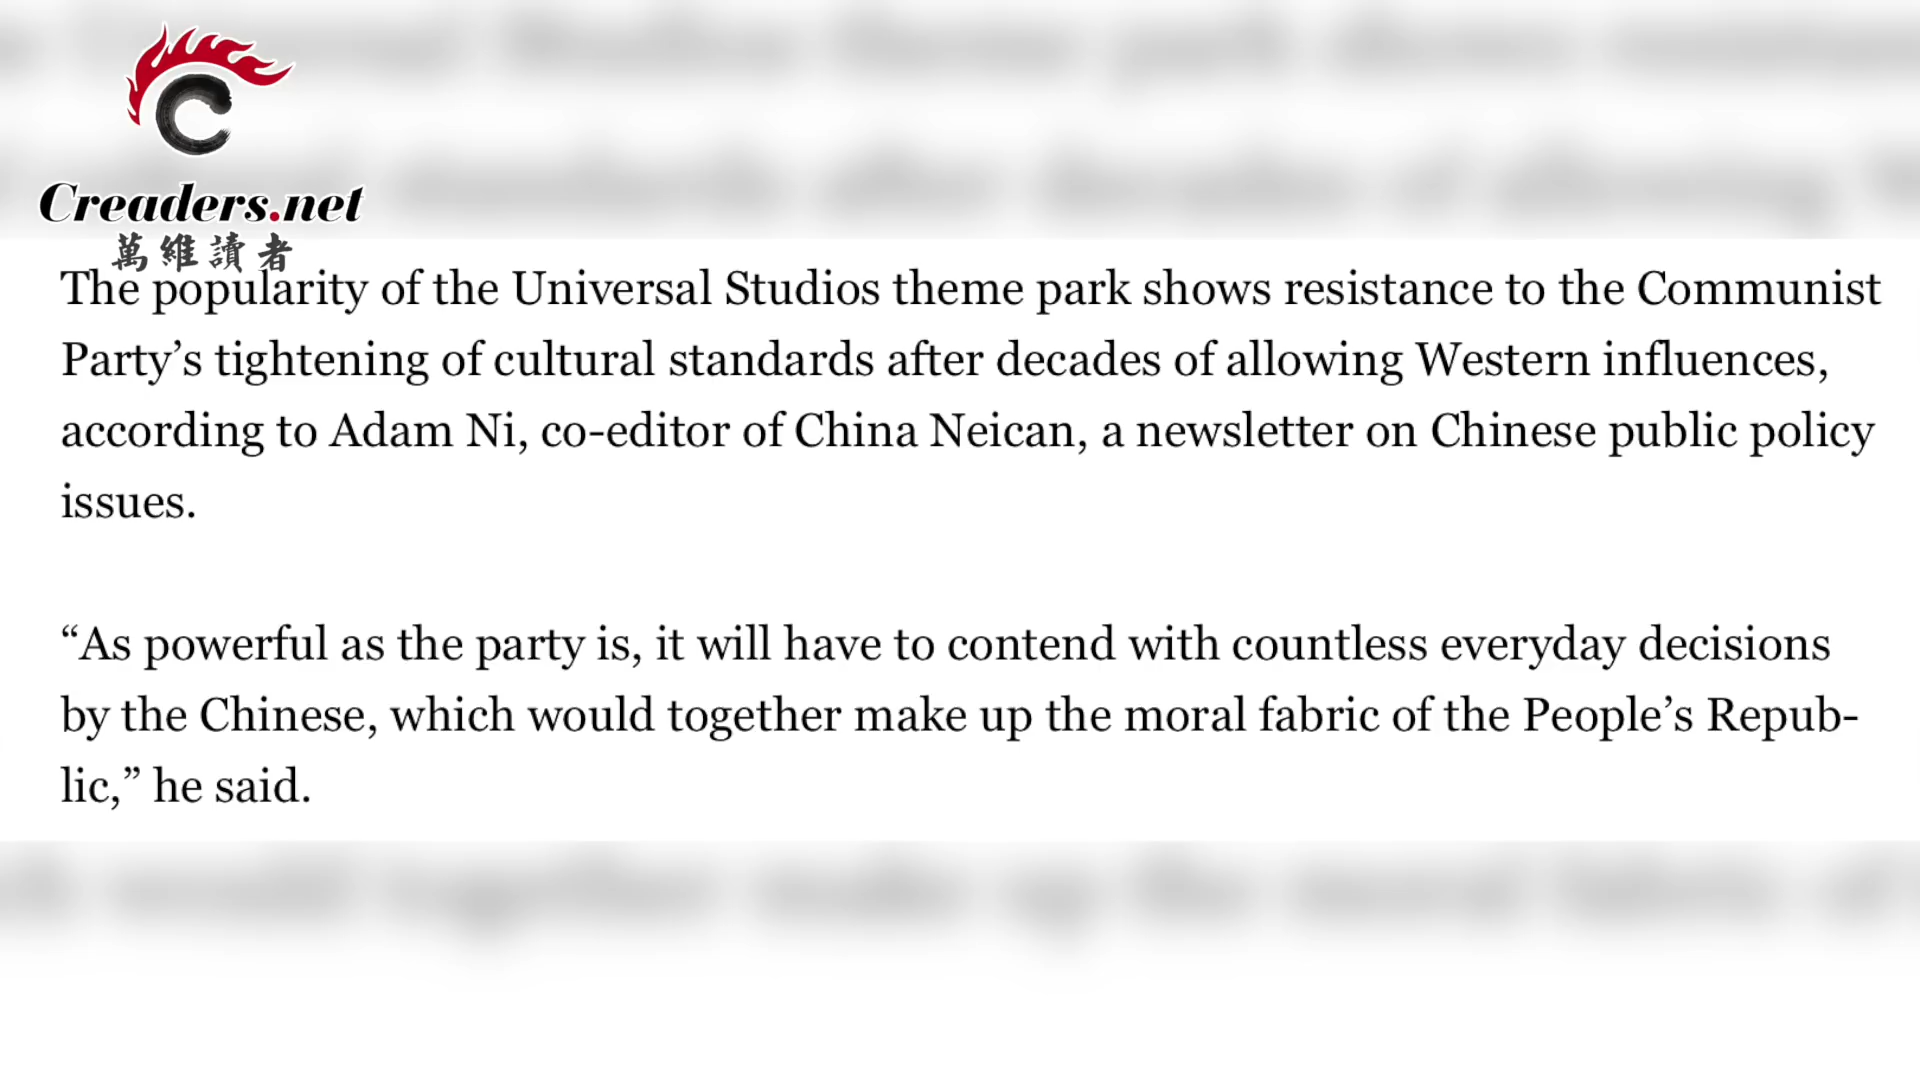 Creaders.net
萬維讀者
The popularity of the Universal Studios theme park shows resistance to the Communist
Party’s tightening of cultural standards after decades of allowing Western influences,
according to Adam Ni, co-editor of China Neican, a newsletter on Chinese public policy
issues.
“As powerful as the party is, it will have to contend with countless everyday decisions
by the Chinese, which would together make up the moral fabric of the People’s Repub-
lic,” he said.